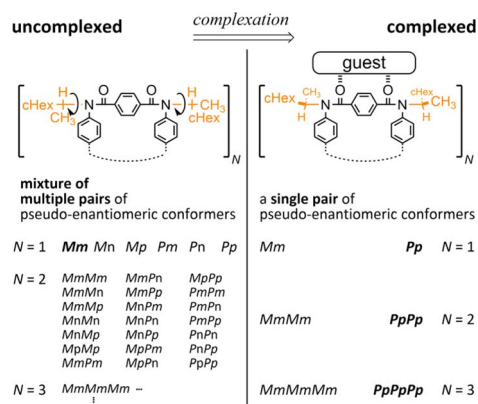 uncomplexed
complexation
complexed
guest
H
O
O
H
cHex
N
N
CH3
CH3
cHex
N
cHex
CH3
H
O
O
N
N
cHex
CH3
H
N
mixture of
multiple pairs of
pseudo-enantiomeric conformers
a single pair of
pseudo-enantiomeric conformers
N = 1 Mm Mn Mp Pm Pn Pp
Mm Pp N = 1
N = 2 MmMm MmPn MpPp
MmMn MmPp PmPm
MmMp MnPm PmPn
MnMn MnPn PmPp
MnMp MnPp PnPn
MpMp MpPm PnPp
MmPm MpPn PpPp
MmMm PpPp N = 2
N = 3 MmMmMm ···
MmMmMm PpPpPp N = 3